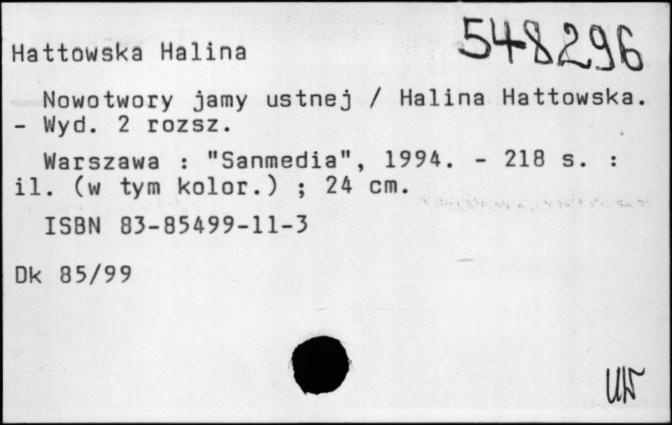 548296
Hattowska Halina
Nowotwory jamy ustnej / Halina Hattowska.
- Wyd. 2 rozsz.
Warszawa : "Sanmedia", 1994. - 218 s. :
il. (w tym kolor.) ; 24 cm.
ISBN 83-85499-11-3
Dk 85/99